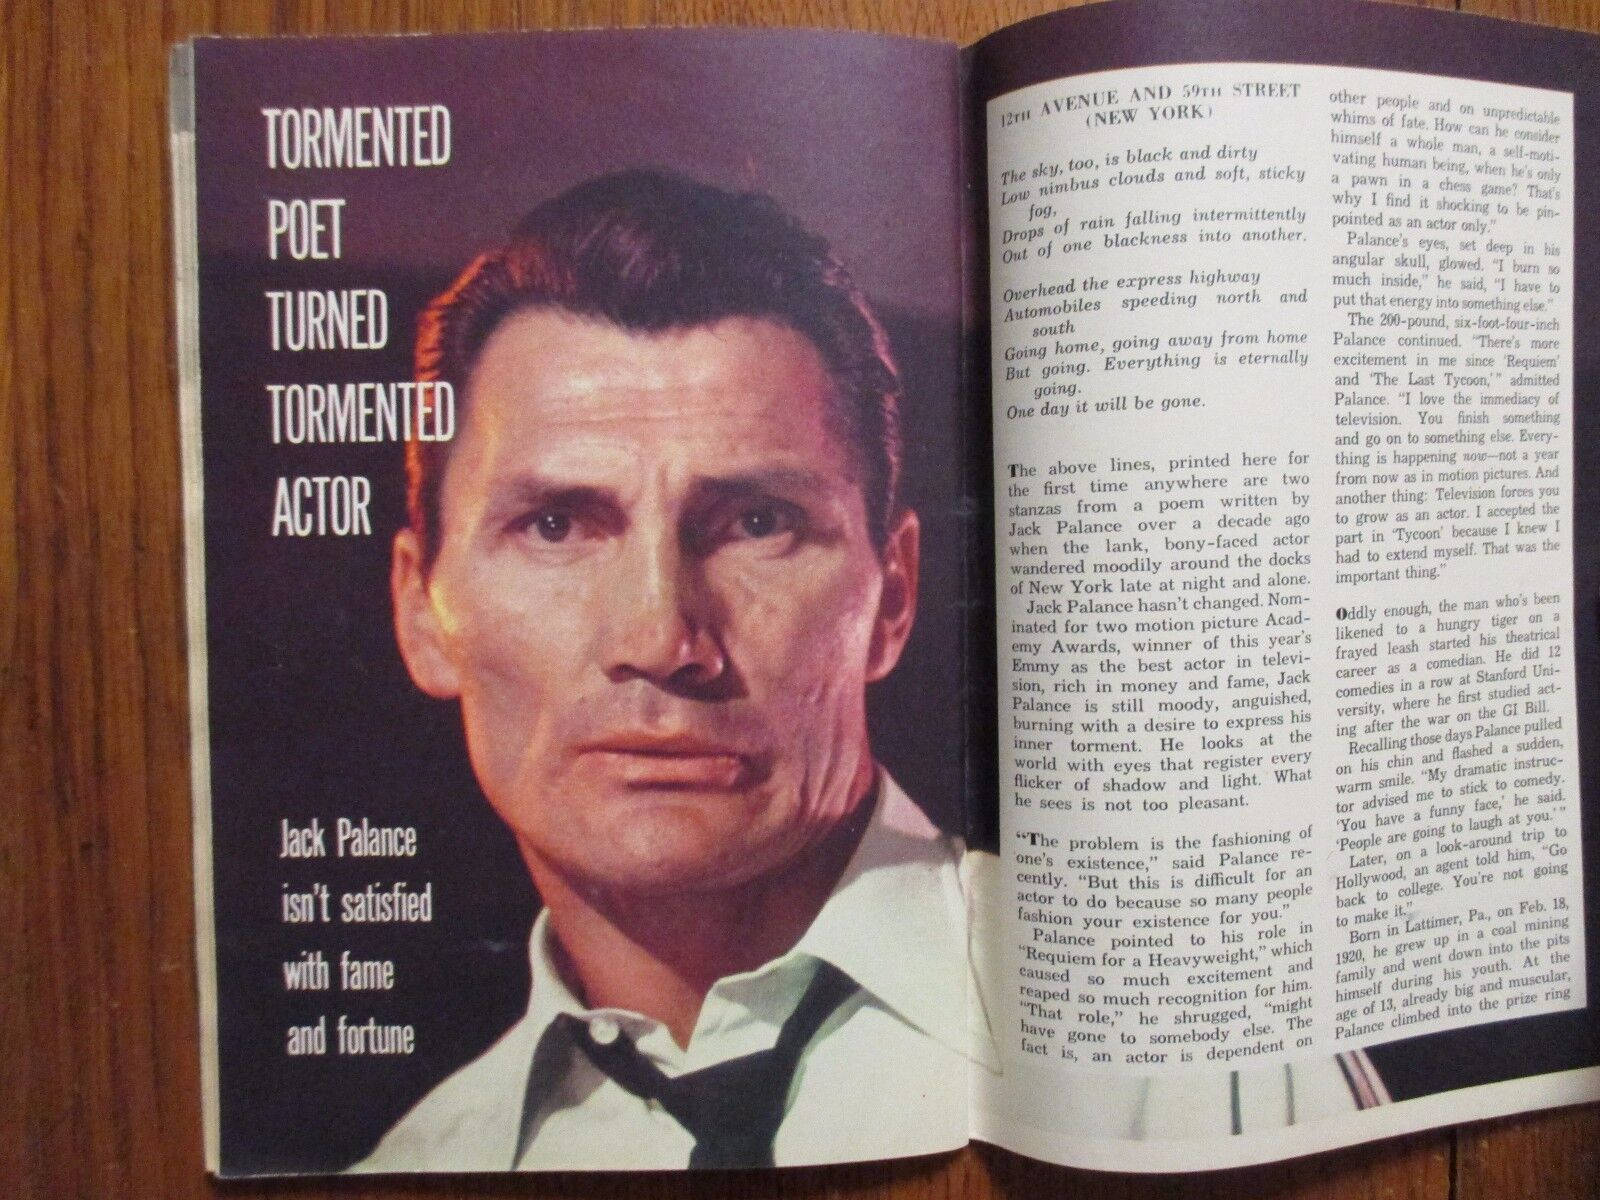 TORMENTED
POET
TURNED
TORMENTED
ACTOR
Jack Palance
isn't satisfied
with fame
and fortune
12TH AVENUE AND 59TH STREET
(NEW YORK)
The sky, too, is black and dirty
Low nimbus clouds and soft, sticky
fog,
Drops of rain falling intermittently
Out of one blackness into another.
Overhead the express highway
Automobiles speeding north and
south
Going home, going away from home
But going. Everything is eternally
going.
One day it will be gone.
The above lines, printed here for
the first time anywhere are two
stanzas from a poem written by
Jack Palance over a decade ago
when the lank, bony-faced actor
wandered moodily around the docks
of New York late at night and alone.
Jack Palance hasn't changed. Nom-
inated for two motion picture Acad-
emy Awards, winner of this year's
Emmy as the best actor in televi-
sion, rich in money and fame, Jack
Palance is still moody, anguished,
burning with a desire to express his
inner torment. He looks at the
world with eyes that register every
flicker of shadow and light. What
he sees is not too pleasant.
"The problem is the fashioning of
one's existence," said Palance re-
cently. "But this is difficult for an
actor to do because so many people
fashion your existence for you."
Palance pointed to his role in
"Requiem for a Heavyweight," which
caused so much excitement and
reaped so much recognition for him.
"That role," he shrugged, "might
have gone to somebody else. The
fact is, an actor is dependent on
other people and on unpredictable
whims of fate. How can he consider
himself a whole man, a self-moti-
vating human being, when he's only
a pawn in a chess game? That's
why I find it shocking to be pin-
pointed as an actor only."
Palance's eyes, set deep in his
angular skull, glowed. "I burn so
much inside," he said, "I have to
put that energy into something else."
The 200-pound, six-foot-four-inch
Palance continued. "There's more
excitement in me since 'Requiem'
and 'The Last Tycoon,'" admitted
Palance. "I love the immediacy of
television. You finish something
and go on to something else. Every-
thing is happening now—not a year
from now as in motion pictures. And
another thing: Television forces you
to grow as an actor. I accepted the
part in 'Tycoon' because I knew I
had to extend myself. That was the
important thing."
Oddly enough, the man who's been
likened to a hungry tiger on a
frayed leash started his theatrical
career as a comedian. He did 12
comedies in a row at Stanford Uni-
versity, where he first studied act-
ing after the war on the GI Bill.
Recalling those days Palance pulled
on his chin and flashed a sudden,
warm smile. "My dramatic instruc-
tor advised me to stick to comedy.
'You have a funny face,' he said.
'People are going to laugh at you.'"
Later, on a look-around trip to
Hollywood, an agent told him, "Go
back to college. You're not going
to make it."
Born in Lattimer, Pa., on Feb. 18,
1920, he grew up in a coal mining
family and went down into the pits
himself during his youth. At the
age of 13, already big and muscular,
Palance climbed into the prize ring